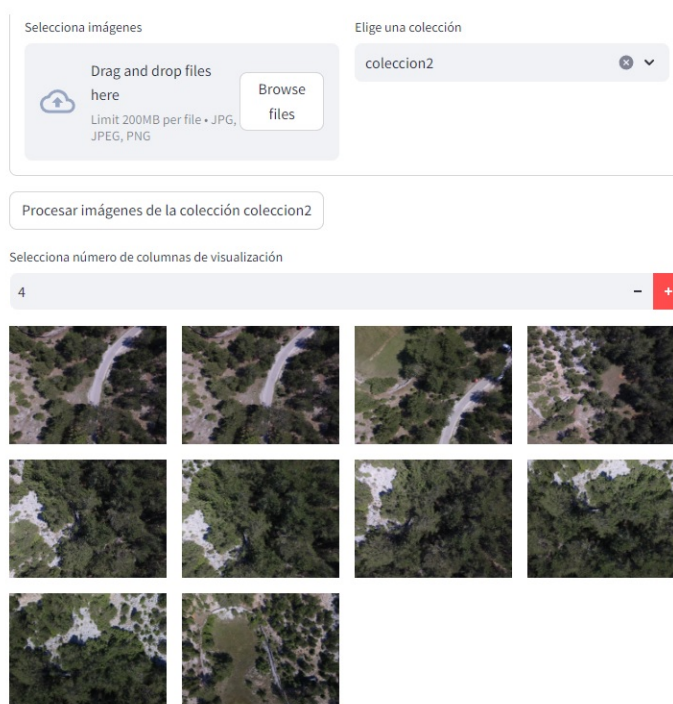 Selecciona imágenes
Elige una colección
Drag and drop files
here
Limit 200MB per file • JPG,
JPEG, PNG
Browse
files
coleccion2
Procesar imágenes de la colección coleccion2
Selecciona número de columnas de visualización
4